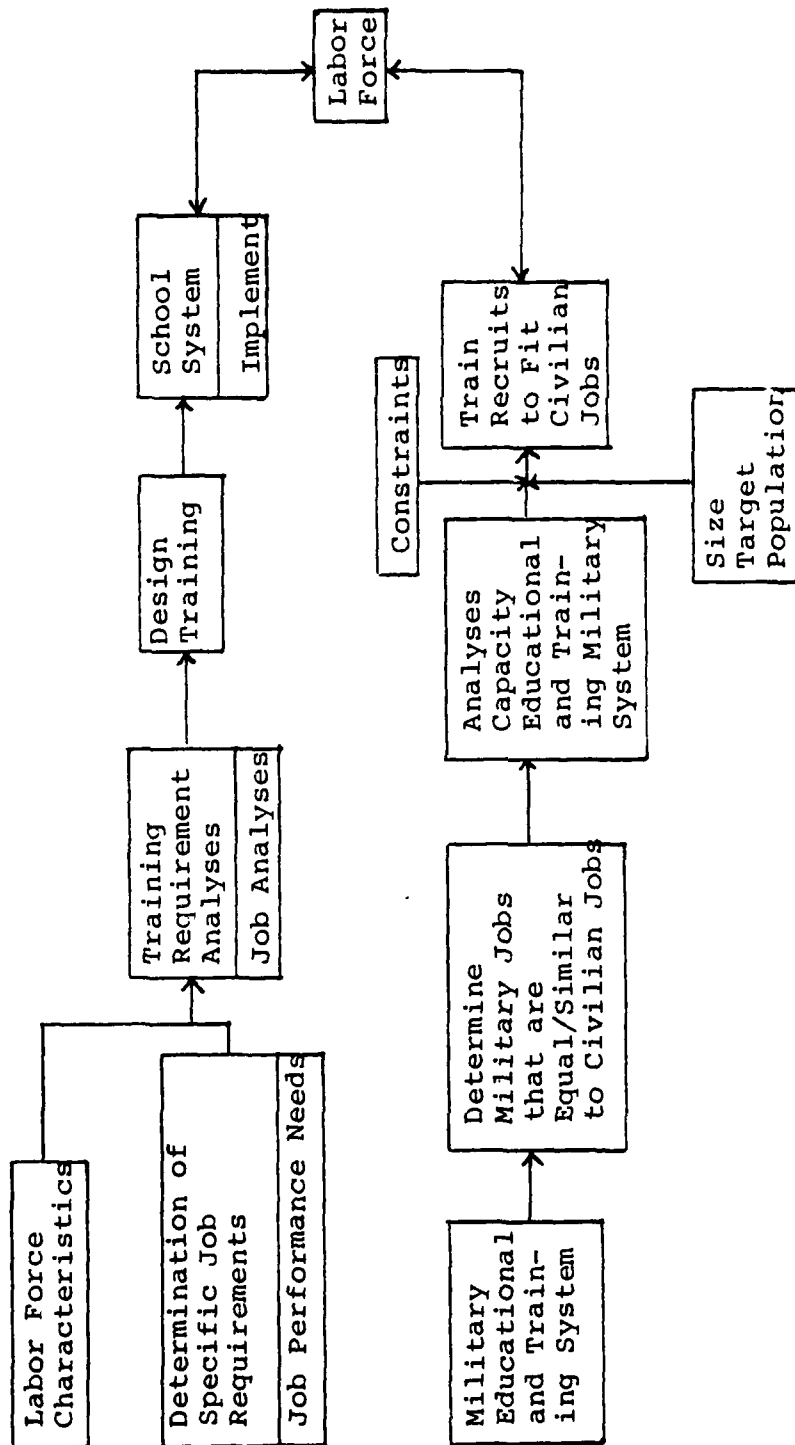 Labor Force
Characteristics
Determination of
Specific Job
Requirements
Job Performance Needs
Training
Requirement
Analyses
Job Analyses
Design
Training
School
System
Implement
Labor
Force
Military
Educational
and Train-
ing System
Determine
Military Jobs
that are
Equal/Similar
to Civilian Jobs
Analyses
Capacity
Educational
and Train-
ing Military
System
Constraints
Size
Target
Population
Train
Recruits
to Fit
Civilian
Jobs